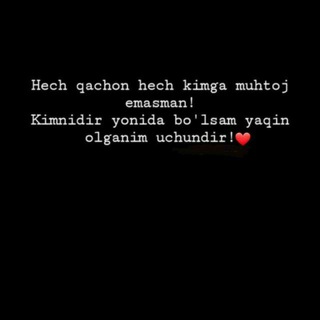 Hech qachon hech kimga muhtoj
emasman!
Kimnidir yonida bo'lsam yaqin
olganim uchundir!❤️